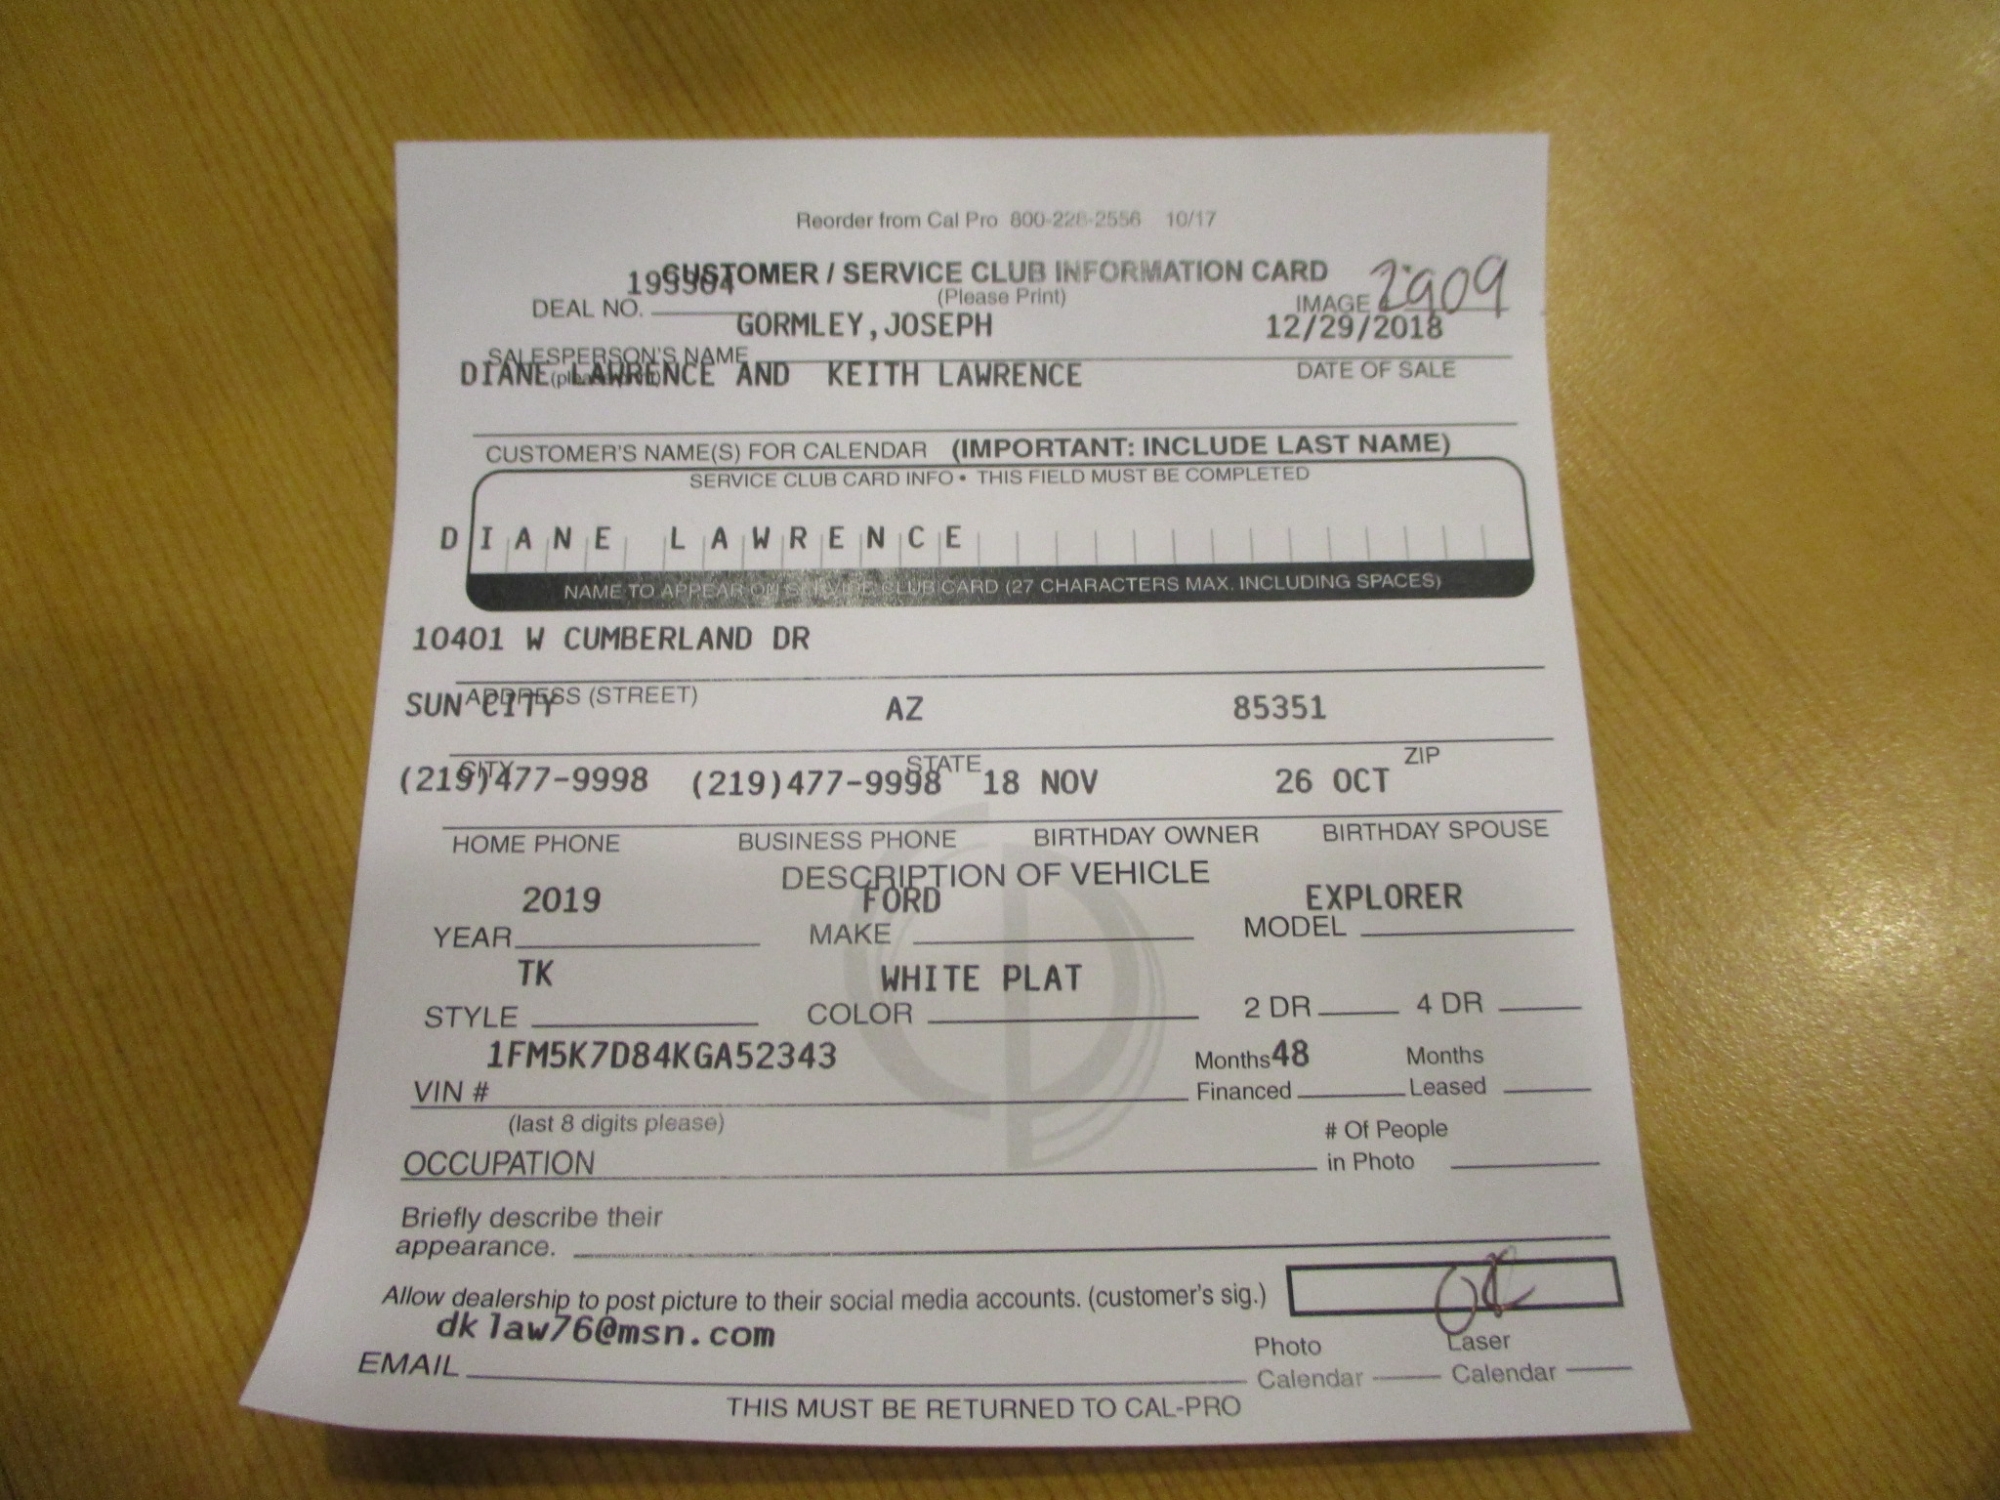 Reorder from Cal Pro 800-228-2556 10/17
CUSTOMER / SERVICE CLUB INFORMATION CARD
(Please Print)
DEAL NO. IMAGE 2909
GORMLEY,JOSEPH 12/29/2018
SALESPERSON'S NAME DATE OF SALE
DIANE LAWRENCE AND KEITH LAWRENCE
CUSTOMER'S NAME(S) FOR CALENDAR (IMPORTANT: INCLUDE LAST NAME)
SERVICE CLUB CARD INFO • THIS FIELD MUST BE COMPLETED
DIANE LAWRENCE
NAME TO APPEAR ON SERVICE CLUB CARD (27 CHARACTERS MAX. INCLUDING SPACES)
10401 W CUMBERLAND DR
ADDRESS (STREET)
SUN CITY AZ 85351
CITY STATE ZIP
(219)477-9998 (219)477-9998 18 NOV 26 OCT
HOME PHONE BUSINESS PHONE BIRTHDAY OWNER BIRTHDAY SPOUSE
DESCRIPTION OF VEHICLE
2019 FORD EXPLORER
YEAR MAKE MODEL
TK WHITE PLAT
STYLE COLOR 2 DR 4 DR
1FM5K7D84KGA52343 Months 48 Months
VIN # Financed Leased
(last 8 digits please)
# Of People
OCCUPATION in Photo
Briefly describe their
appearance.
Allow dealership to post picture to their social media accounts. (customer's sig.)
dklaw76@msn.com
Photo Laser
EMAIL Calendar Calendar
THIS MUST BE RETURNED TO CAL-PRO